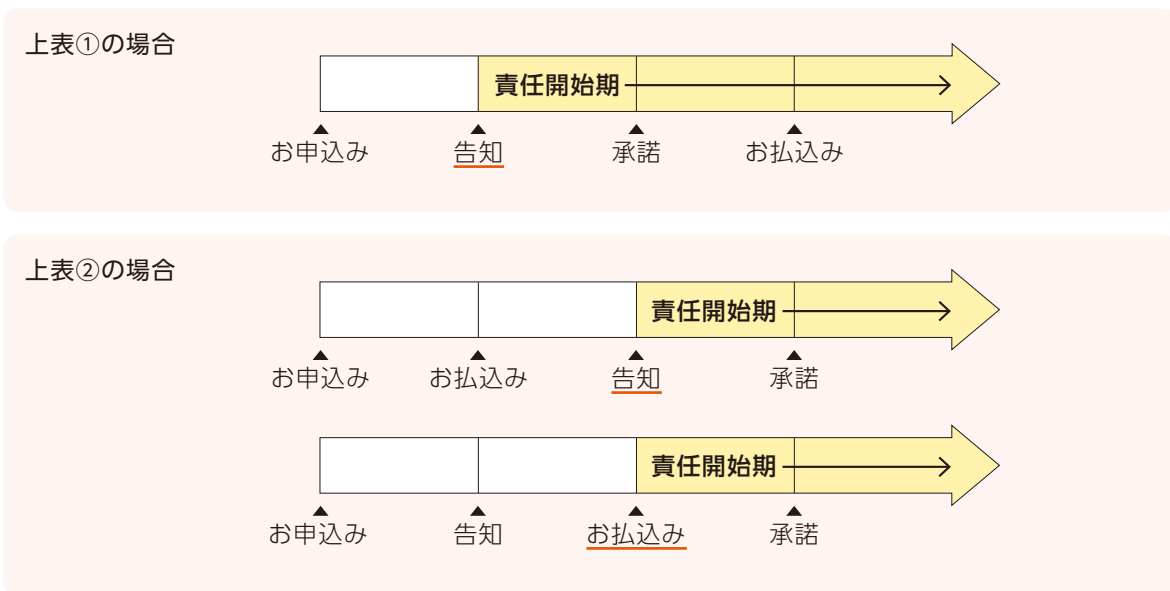 上表①の場合
責任開始期
お申込み 告知 承諾 お払込み
上表②の場合
責任開始期
お申込み お払込み 告知 承諾
責任開始期
お申込み 告知 お払込み 承諾